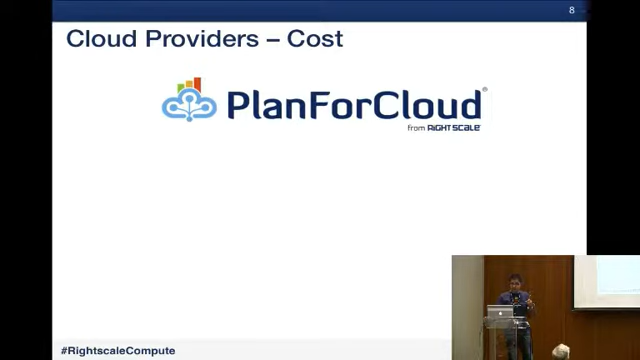 8
Cloud Providers – Cost
PlanForCloud®
from RIGHTSCALE®
#RightscaleCompute